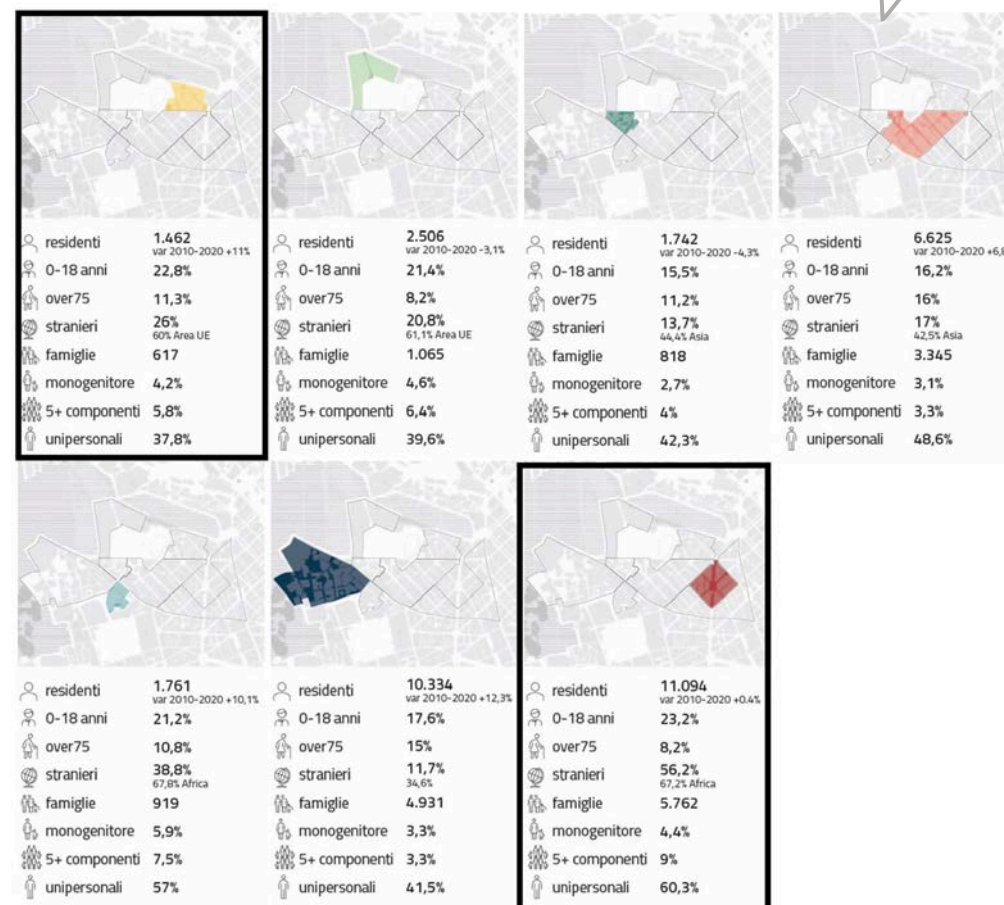 residenti 1.462
var 2010-2020 +11%
0-18 anni 22,8%
over75 11,3%
stranieri 26%
60% Area UE
famiglie 617
monogenitore 4,2%
5+ componenti 5,8%
unipersonali 37,8%
residenti 2.506
var 2010-2020 -3,1%
0-18 anni 21,4%
over75 8,2%
stranieri 20,8%
61,1% Area UE
famiglie 1.065
monogenitore 4,6%
5+ componenti 6,4%
unipersonali 39,6%
residenti 1.742
var 2010-2020 -4,3%
0-18 anni 15,5%
over75 11,2%
stranieri 13,7%
44,4% Asia
famiglie 818
monogenitore 2,7%
5+ componenti 4%
unipersonali 42,3%
residenti 6.625
var 2010-2020 +6,8
0-18 anni 16,2%
over75 16%
stranieri 17%
42,5% Asia
famiglie 3.345
monogenitore 3,1%
5+ componenti 3,3%
unipersonali 48,6%
residenti 1.761
var 2010-2020 +10,1%
0-18 anni 21,2%
over75 10,8%
stranieri 38,8%
67,8% Africa
famiglie 919
monogenitore 5,9%
5+ componenti 7,5%
unipersonali 57%
residenti 10.334
var 2010-2020 +12,3%
0-18 anni 17,6%
over75 15%
stranieri 11,7%
34,6%
famiglie 4.931
monogenitore 3,3%
5+ componenti 3,3%
unipersonali 41,5%
residenti 11.094
var 2010-2020 +0.4%
0-18 anni 23,2%
over75 8,2%
stranieri 56,2%
67,2% Africa
famiglie 5.762
monogenitore 4,4%
5+ componenti 9%
unipersonali 60,3%